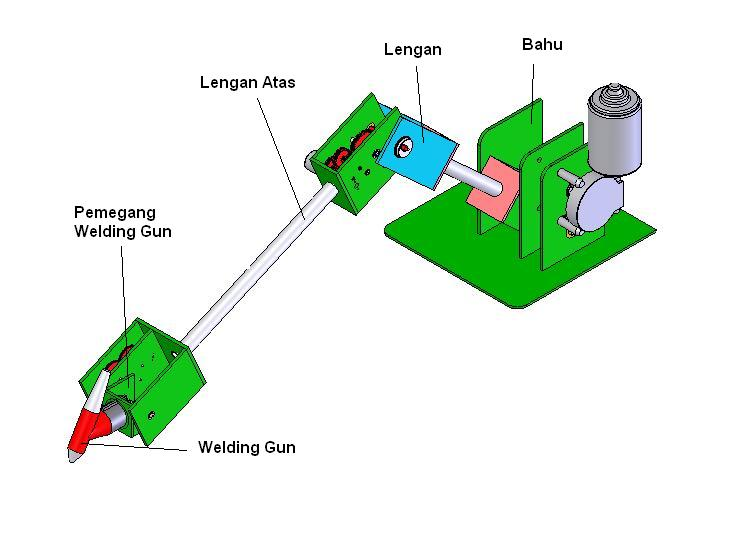 Bahu
Lengan
Lengan Atas
Pemegang
Welding Gun
Welding Gun